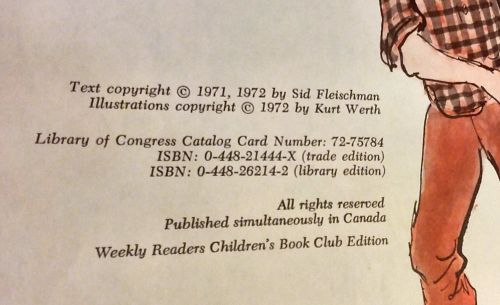 Text copyright © 1971, 1972 by Sid Fleischman
Illustrations copyright © 1972 by Kurt Werth
Library of Congress Catalog Card Number: 72-75784
ISBN: 0-448-21444-X (trade edition)
ISBN: 0-448-26214-2 (library edition)
All rights reserved
Published simultaneously in Canada
Weekly Readers Children's Book Club Edition